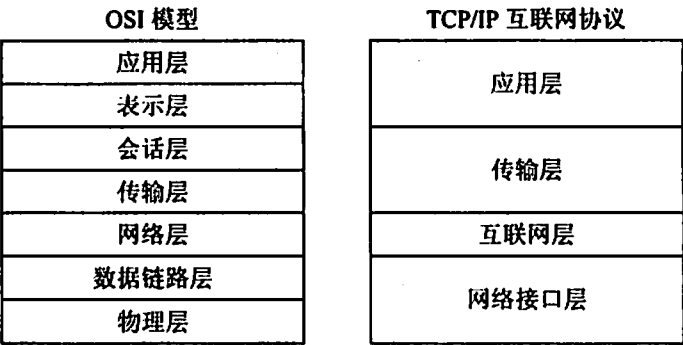 OSI 模型
应用层
表示层
会话层
传输层
网络层
数据链路层
物理层
TCP/IP 互联网协议
应用层
传输层
互联网层
网络接口层